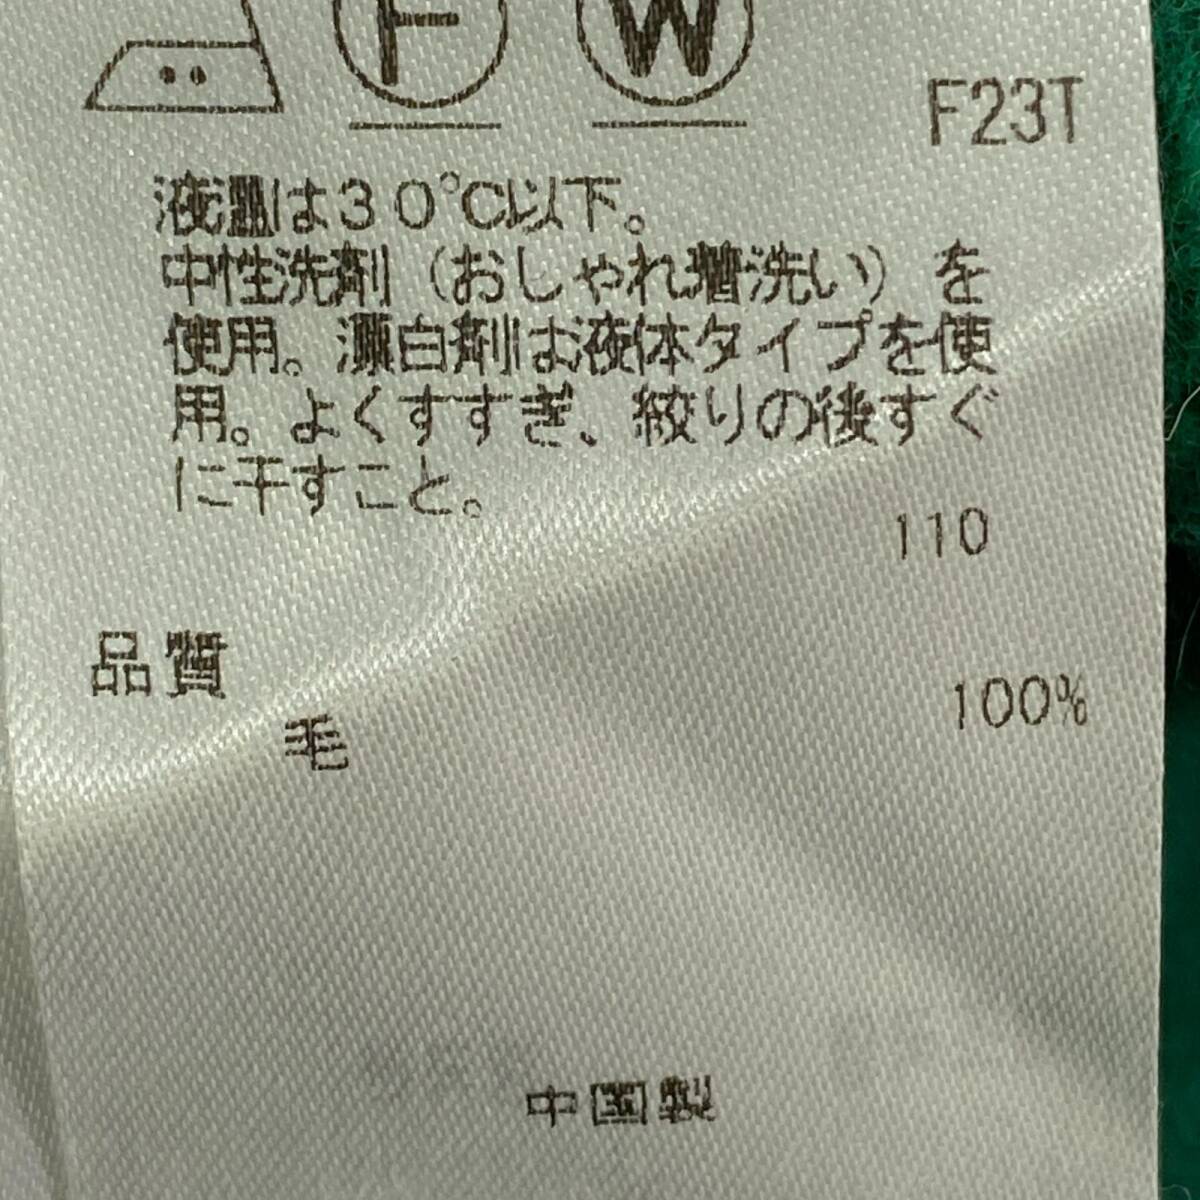 F W
F23T
液温は30℃以下。
中性洗剤(おしゃれ着洗い)を
使用。漂白剤は液体タイプを使
用。よくすすぎ、絞りの後すぐ
に干すこと。
110
品質
毛 100%
中国製